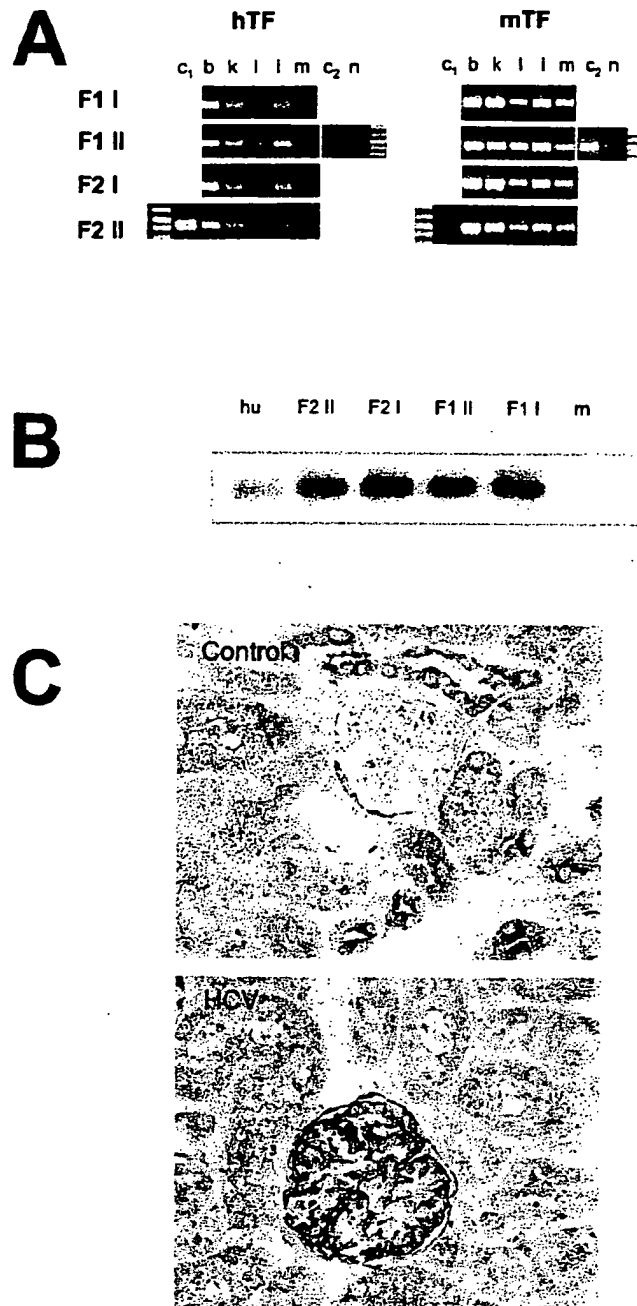 A
hTF
mTF
c₁ b k l i m c₂ n
c₁ b k l i m c₂ n
F1 I
F1 II
F2 I
F2 II
B
hu F2 II F2 I F1 II F1 I m
C
Control
HCV